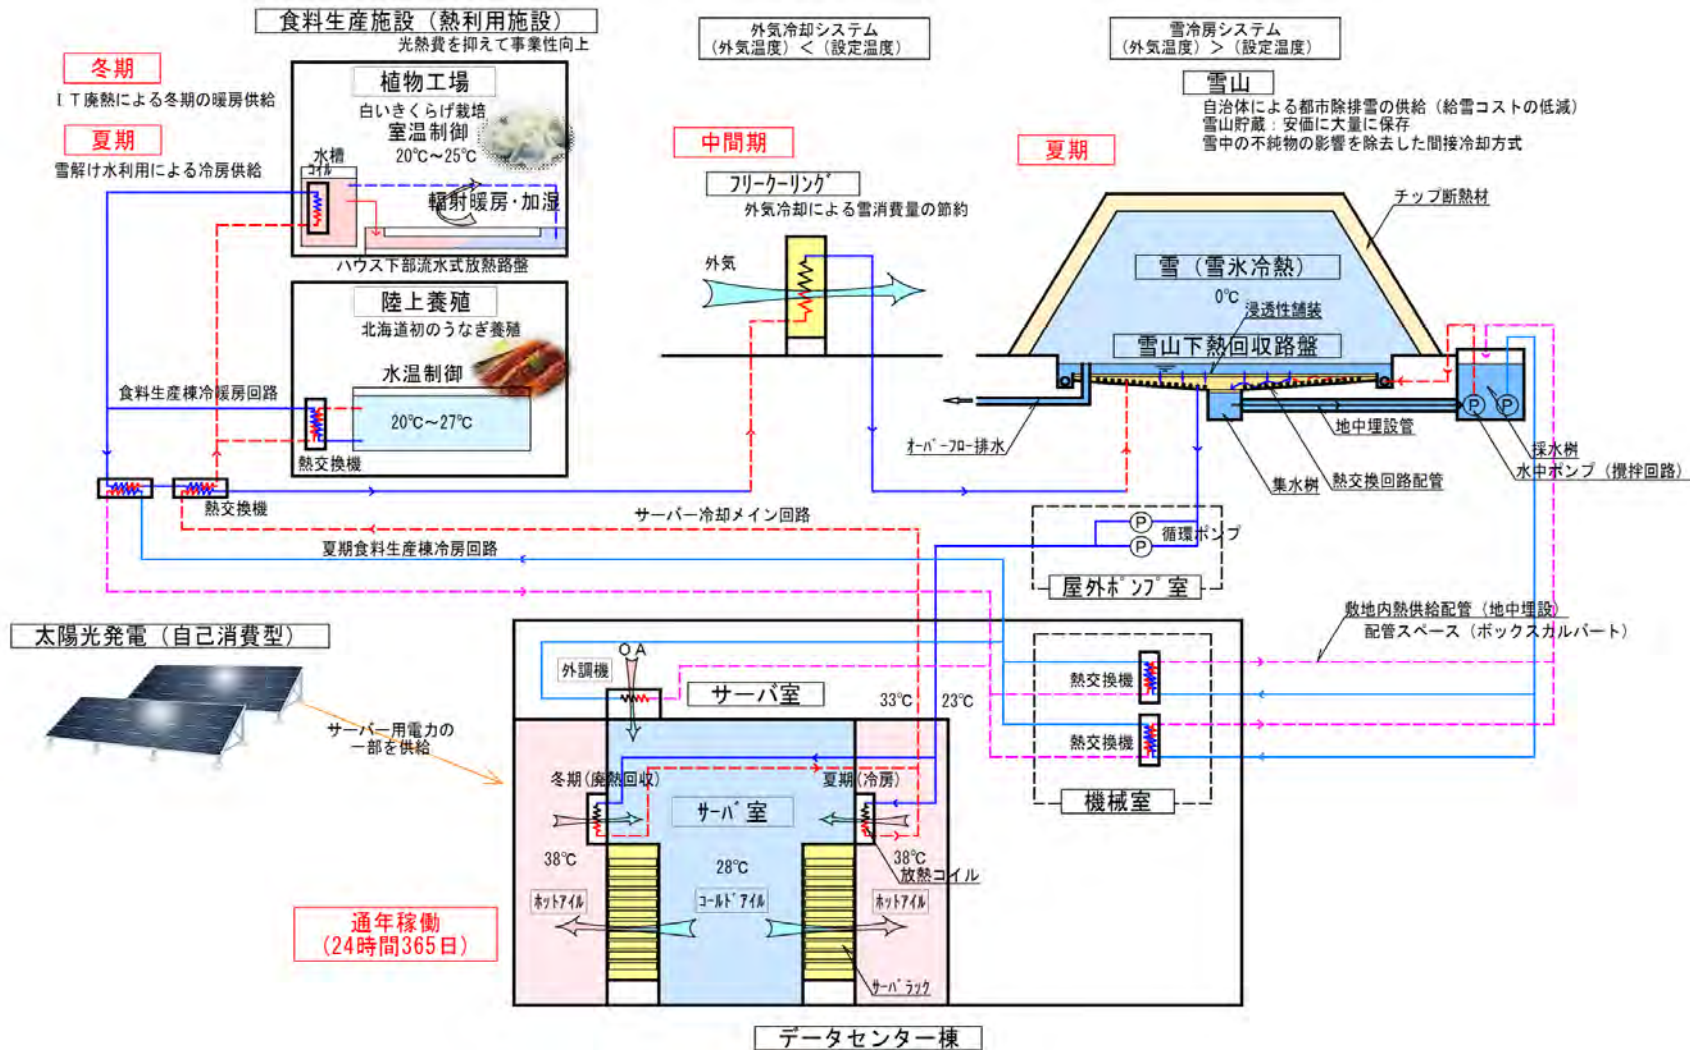 食料生産施設（熱利用施設）
光熱費を抑えて事業性向上
冬期
ＩＴ廃熱による冬期の暖房供給
夏期
雪解け水利用による冷房供給
植物工場
白いきくらげ栽培
室温制御
20℃～25℃
水槽
コイル
輻射暖房・加湿
ハウス下部流水式放熱路盤
陸上養殖
北海道初のうなぎ養殖
水温制御
20℃～27℃
熱交換機
食料生産棟冷暖房回路
熱交換機
外気冷却システム
（外気温度）＜（設定温度）
中間期
フリークーリング
外気冷却による雪消費量の節約
外気
雪冷房システム
（外気温度）＞（設定温度）
雪山
自治体による都市除排雪の供給（給雪コストの低減）
雪山貯蔵：安価に大量に保存
雪中の不純物の影響を除去した間接冷却方式
夏期
チップ断熱材
雪（雪氷冷熱）
0℃
浸透性舗装
雪山下熱回収路盤
オーバーフロー排水
集水桝
熱交換回路配管
地中埋設管
P
P
採水桝
水中ポンプ（攪拌回路）
サーバー冷却メイン回路
夏期食料生産棟冷房回路
P
P
循環ポンプ
屋外ポンプ室
敷地内熱供給配管（地中埋設）
配管スペース（ボックスカルバート）
太陽光発電（自己消費型）
サーバー用電力の
一部を供給
ＯＡ
外調機
サーバ室
33℃
23℃
熱交換機
熱交換機
機械室
冬期(廃熱回収)
夏期(冷房)
サーバ室
38℃
28℃
38℃
放熱コイル
ホットアイル
コールドアイル
ホットアイル
サーバラック
通年稼働
(24時間365日)
データセンター棟